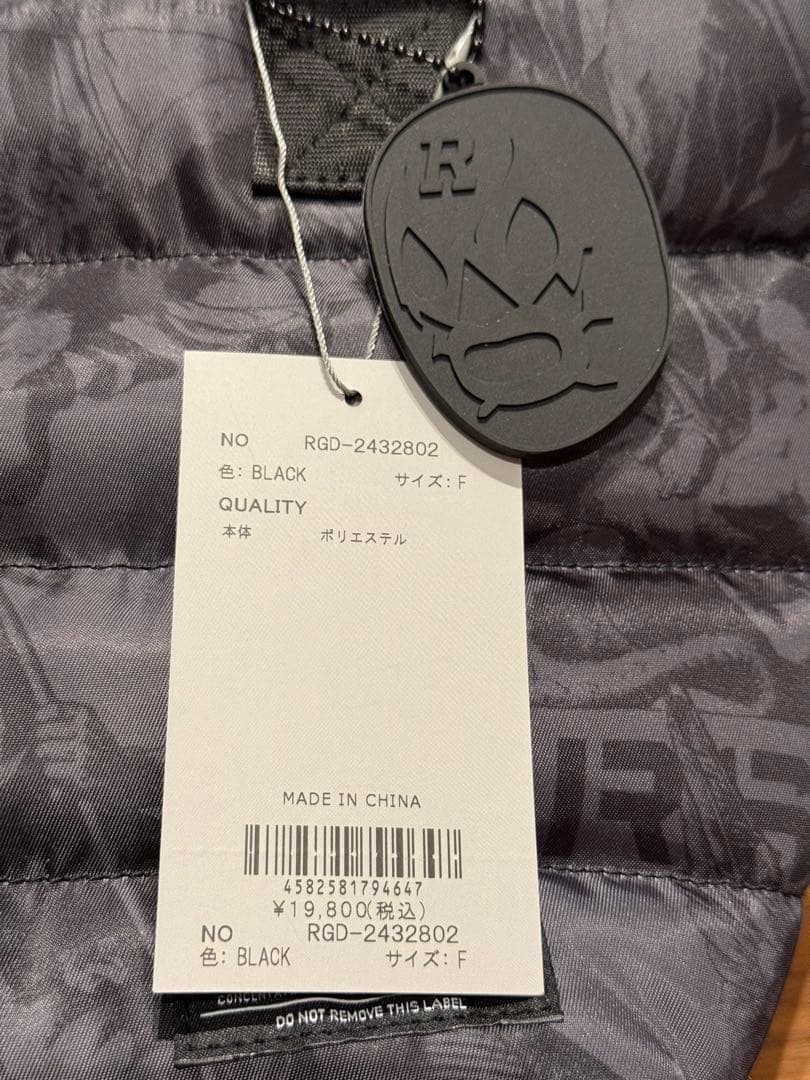 R
NO RGD-2432802
色: BLACK サイズ: F
QUALITY
本体 ポリエステル
MADE IN CHINA
4582581794647
¥19,800(税込)
NO RGD-2432802
色: BLACK サイズ: F
DO NOT REMOVE THIS LABEL